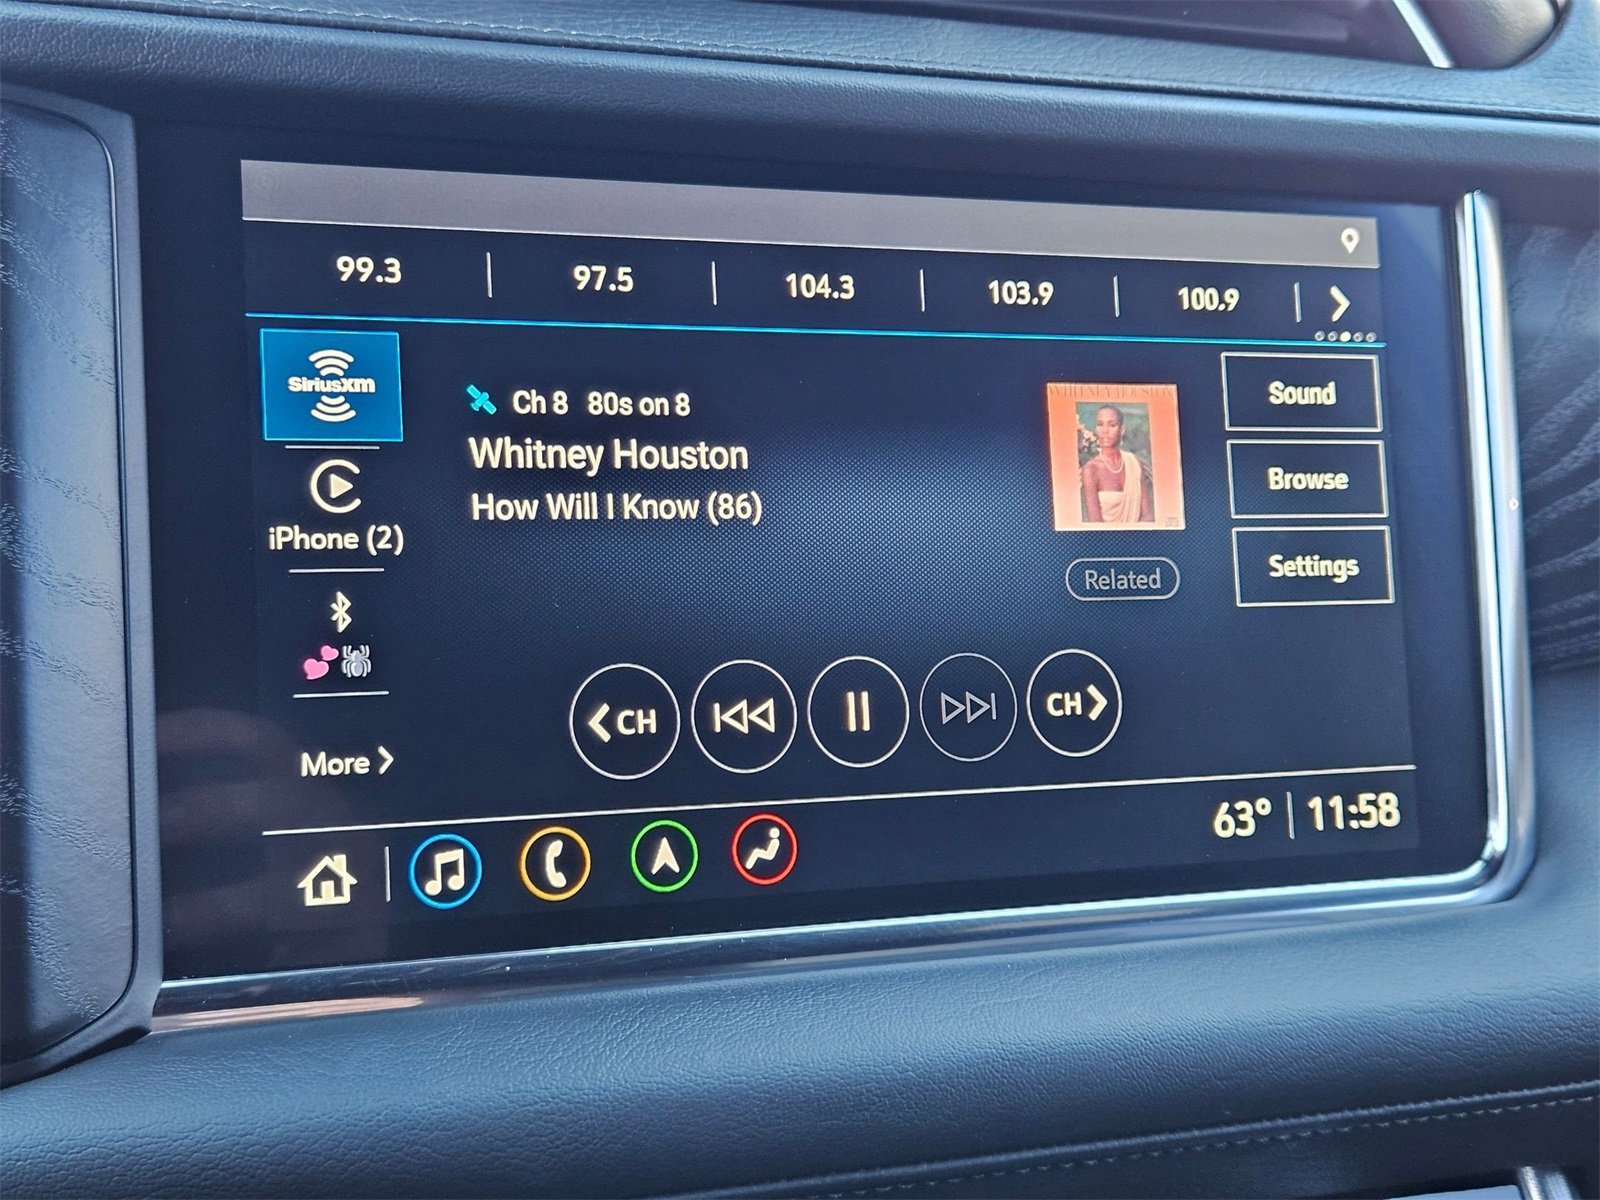 99.3 97.5 104.3 103.9 100.9
SiriusXM
Ch 8 80s on 8
Whitney Houston
How Will I Know (86)
WHITNEY HOUSTON
Sound
Browse
Settings
iPhone (2)
Related
More
CH
CH
63° 11:58